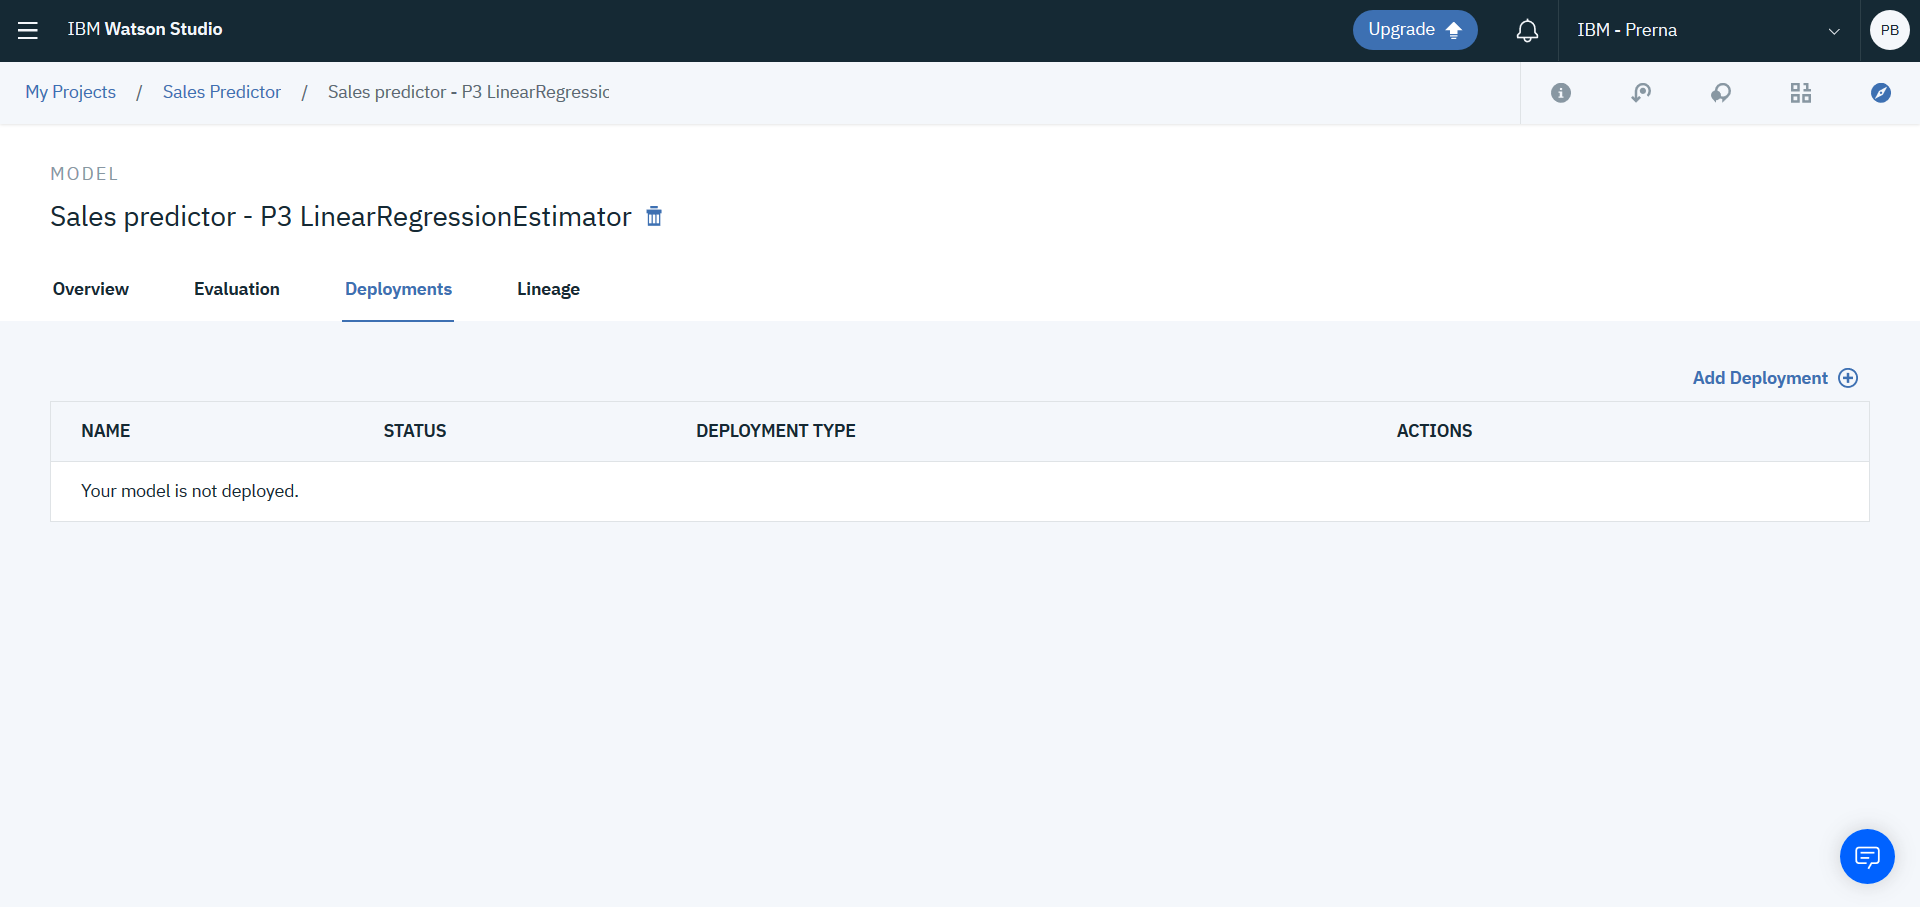 IBM Watson Studio
Upgrade
IBM - Prerna
PB
My Projects / Sales Predictor / Sales predictor - P3 LinearRegressic
MODEL
Sales predictor - P3 LinearRegressionEstimator
Overview Evaluation Deployments Lineage
Add Deployment
NAME STATUS DEPLOYMENT TYPE ACTIONS
Your model is not deployed.